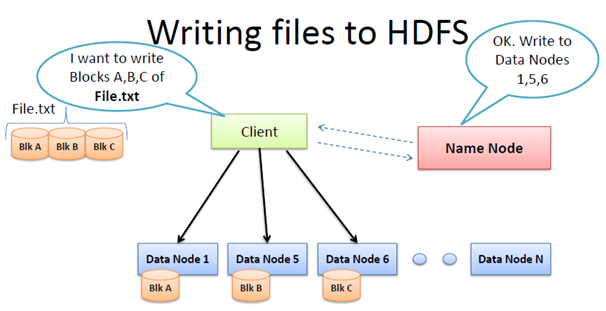 Writing files to HDFS
I want to write
Blocks A,B,C of
File.txt
OK. Write to
Data Nodes
1,5,6
File.txt
Blk A
Blk B
Blk C
Client
Name Node
Data Node 1
Data Node 5
Data Node 6
Data Node N
Blk A
Blk B
Blk C